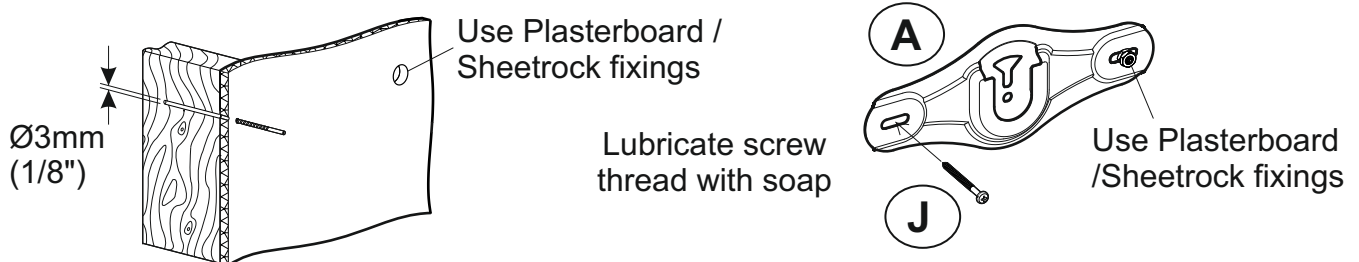 Use Plasterboard /
Sheetrock fixings
Ø3mm
(1/8")
Lubricate screw
thread with soap
A
J
Use Plasterboard
/Sheetrock fixings